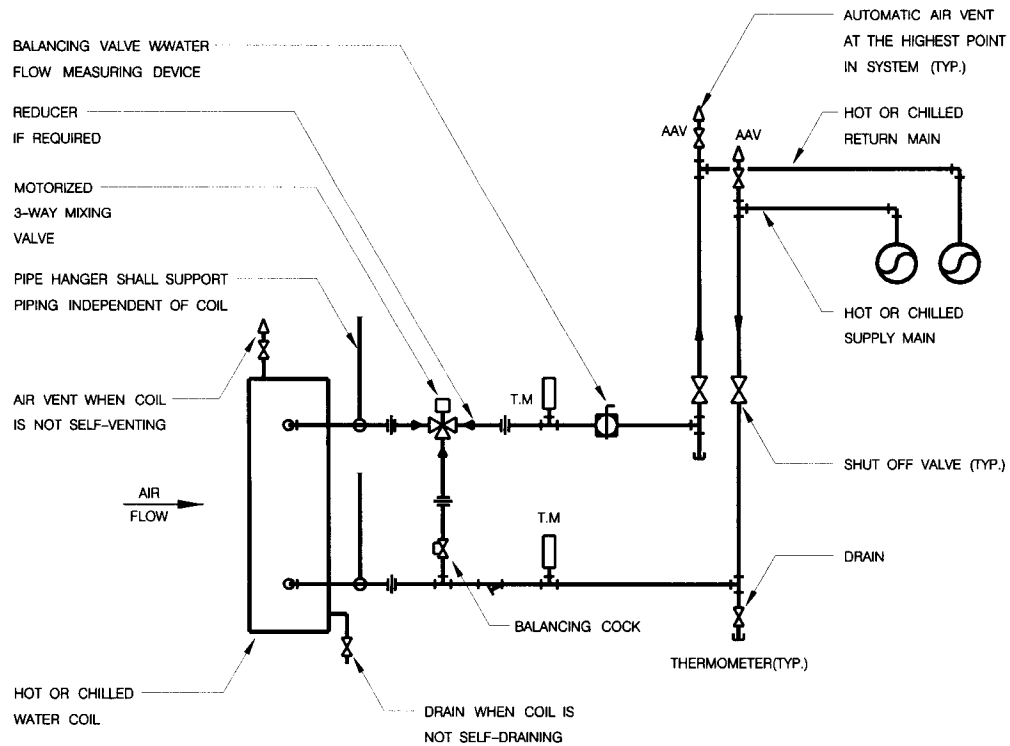 BALANCING VALVE W/WATER
FLOW MEASURING DEVICE
REDUCER
IF REQUIRED
MOTORIZED
3-WAY MIXING
VALVE
PIPE HANGER SHALL SUPPORT
PIPING INDEPENDENT OF COIL
AIR VENT WHEN COIL
IS NOT SELF-VENTING
AIR
FLOW
HOT OR CHILLED
WATER COIL
DRAIN WHEN COIL IS
NOT SELF-DRAINING
BALANCING COCK
T.M
T.M
AAV
AAV
AUTOMATIC AIR VENT
AT THE HIGHEST POINT
IN SYSTEM (TYP.)
HOT OR CHILLED
RETURN MAIN
HOT OR CHILLED
SUPPLY MAIN
SHUT OFF VALVE (TYP.)
DRAIN
THERMOMETER(TYP.)